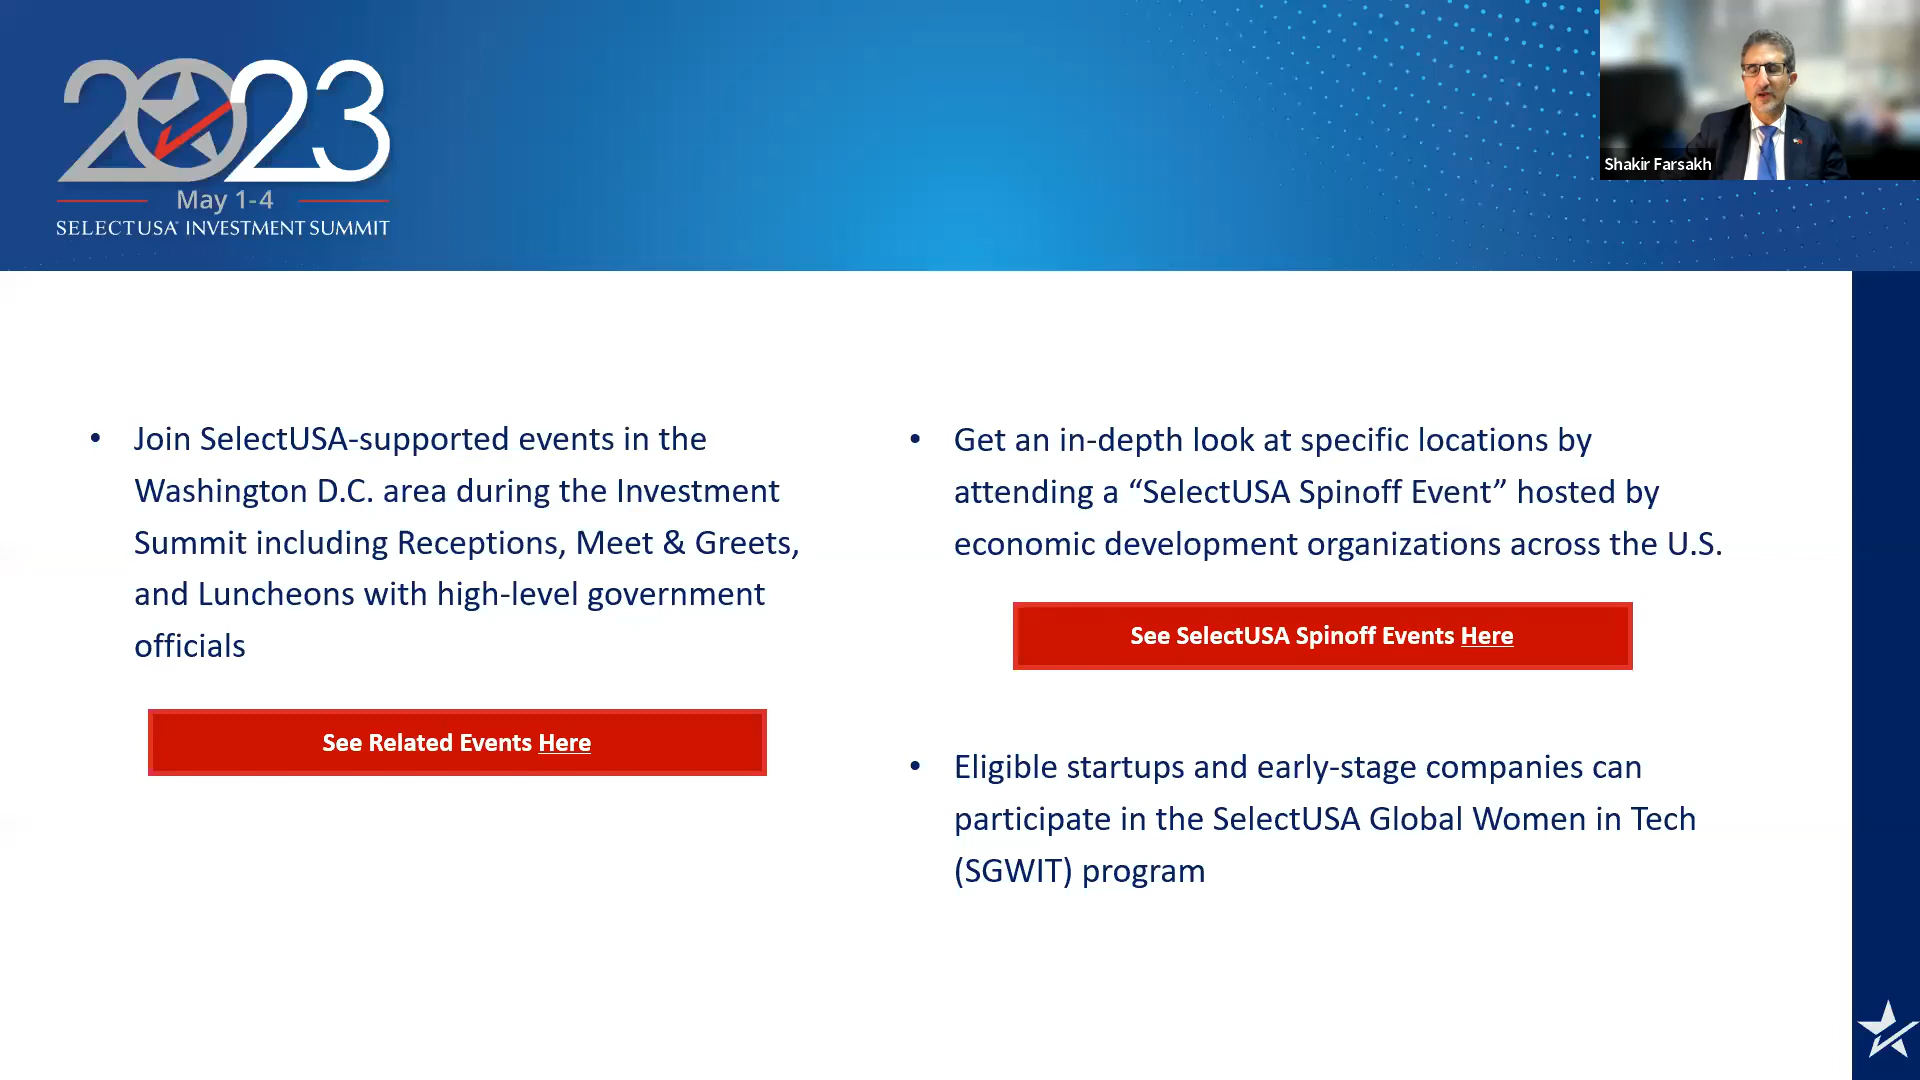 2023
May 1-4
SELECTUSA® INVESTMENT SUMMIT
Shakir Farsakh
• Join SelectUSA-supported events in the
Washington D.C. area during the Investment
Summit including Receptions, Meet & Greets,
and Luncheons with high-level government
officials
See Related Events Here
• Get an in-depth look at specific locations by
attending a “SelectUSA Spinoff Event” hosted by
economic development organizations across the U.S.
See SelectUSA Spinoff Events Here
• Eligible startups and early-stage companies can
participate in the SelectUSA Global Women in Tech
(SGWIT) program